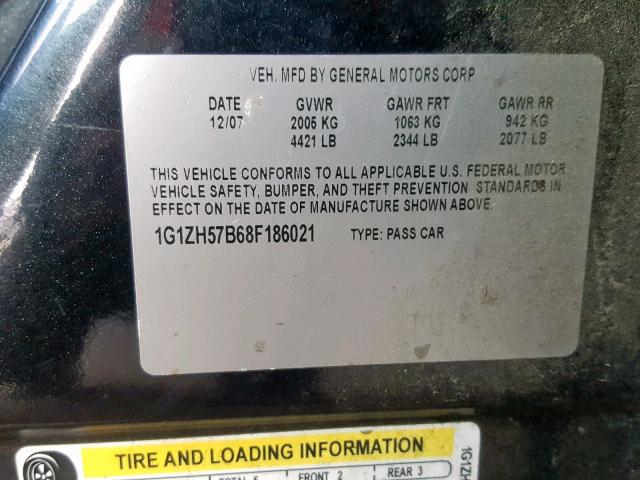 VEH. MFD BY GENERAL MOTORS CORP
DATE GVWR GAWR FRT GAWR RR
12/07 2005 KG 1063 KG 942 KG
4421 LB 2344 LB 2077 LB
THIS VEHICLE CONFORMS TO ALL APPLICABLE U.S. FEDERAL MOTOR
VEHICLE SAFETY, BUMPER, AND THEFT PREVENTION STANDARDS IN
EFFECT ON THE DATE OF MANUFACTURE SHOWN ABOVE.
1G1ZH57B68F186021 TYPE: PASS CAR
TIRE AND LOADING INFORMATION
TOTAL 5 FRONT 2 REAR 3
1G1ZH